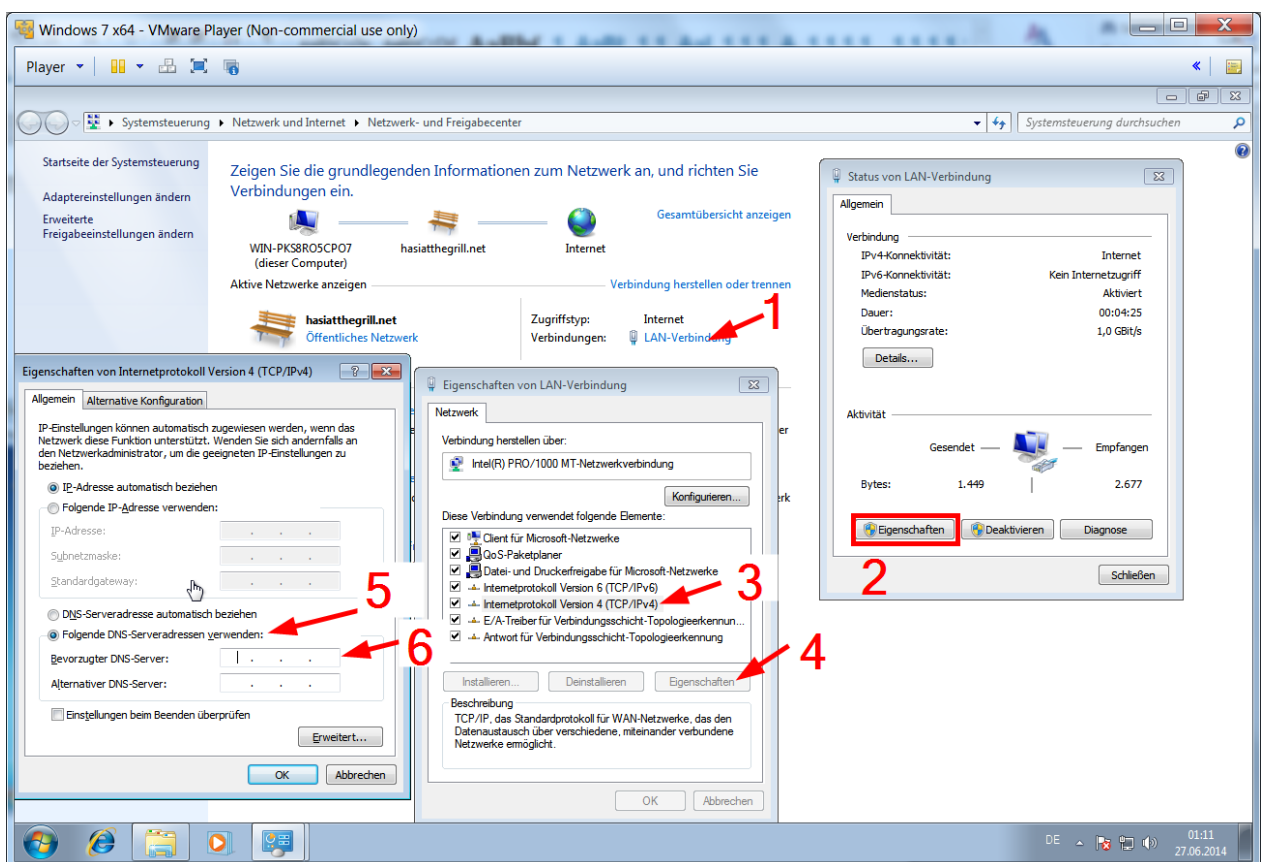 Windows 7 x64 - VMware Player (Non-commercial use only)
Player
Systemsteuerung
Netzwerk und Internet
Netzwerk- und Freigabecenter
Systemsteuerung durchsuchen
Startseite der Systemsteuerung
Adaptereinstellungen ändern
Erweiterte
Freigabeeinstellungen ändern
Zeigen Sie die grundlegenden Informationen zum Netzwerk an, und richten Sie
Verbindungen ein.
Gesamtübersicht anzeigen
WIN-PKS8RO5CPO7
(dieser Computer)
hasiatthegrill.net
Internet
Aktive Netzwerke anzeigen
Verbindung herstellen oder trennen
hasiatthegrill.net
Öffentliches Netzwerk
Zugriffstyp: Internet
Verbindungen: LAN-Verbindung
1
Status von LAN-Verbindung
Allgemein
Verbindung
IPv4-Konnektivität: Internet
IPv6-Konnektivität: Kein Internetzugriff
Medienstatus: Aktiviert
Dauer: 00:04:25
Übertragungsrate: 1,0 GBit/s
Details...
Aktivität
Gesendet
Empfangen
Bytes: 1.449 2.677
Eigenschaften
Deaktivieren
Diagnose
2
Schließen
Eigenschaften von LAN-Verbindung
Netzwerk
Verbindung herstellen über:
Intel(R) PRO/1000 MT-Netzwerkverbindung
Konfigurieren...
Diese Verbindung verwendet folgende Elemente:
Client für Microsoft-Netzwerke
QoS-Paketplaner
Datei- und Druckerfreigabe für Microsoft-Netzwerke
Internetprotokoll Version 6 (TCP/IPv6)
Internetprotokoll Version 4 (TCP/IPv4)
E/A-Treiber für Verbindungsschicht-Topologieerkennun...
Antwort für Verbindungsschicht-Topologieerkennung
3
Installieren...
Deinstallieren
Eigenschaften
4
Beschreibung
TCP/IP, das Standardprotokoll für WAN-Netzwerke, das den
Datenaustausch über verschiedene, miteinander verbundene
Netzwerke ermöglicht.
OK
Abbrechen
Eigenschaften von Internetprotokoll Version 4 (TCP/IPv4)
Allgemein
Alternative Konfiguration
IP-Einstellungen können automatisch zugewiesen werden, wenn das
Netzwerk diese Funktion unterstützt. Wenden Sie sich andernfalls an
den Netzwerkadministrator, um die geeigneten IP-Einstellungen zu
beziehen.
IP-Adresse automatisch beziehen
Folgende IP-Adresse verwenden:
IP-Adresse:
Subnetzmaske:
Standardgateway:
5
DNS-Serveradresse automatisch beziehen
Folgende DNS-Serveradressen verwenden:
Bevorzugter DNS-Server:
6
Alternativer DNS-Server:
Einstellungen beim Beenden überprüfen
Erweitert...
OK
Abbrechen
DE
01:11
27.06.2014